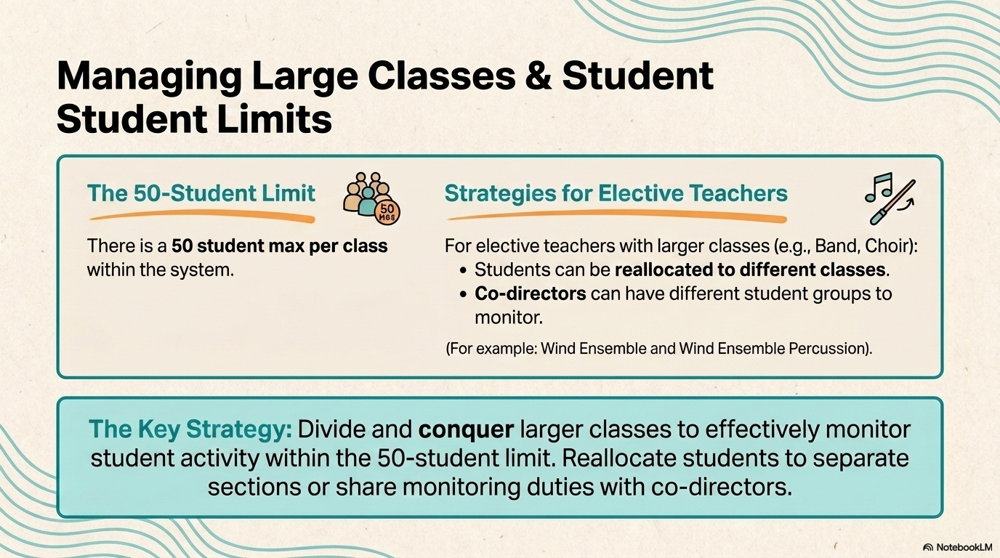 Managing Large Classes & Student
Student Limits
The 50-Student Limit
50
There is a 50 student max per class
within the system.
Strategies for Elective Teachers
For elective teachers with larger classes (e.g., Band, Choir):
• Students can be reallocated to different classes.
• Co-directors can have different student groups to
monitor.
(For example: Wind Ensemble and Wind Ensemble Percussion).
The Key Strategy: Divide and conquer larger classes to effectively monitor
student activity within the 50-student limit. Reallocate students to separate
sections or share monitoring duties with co-directors.
NotebookLM